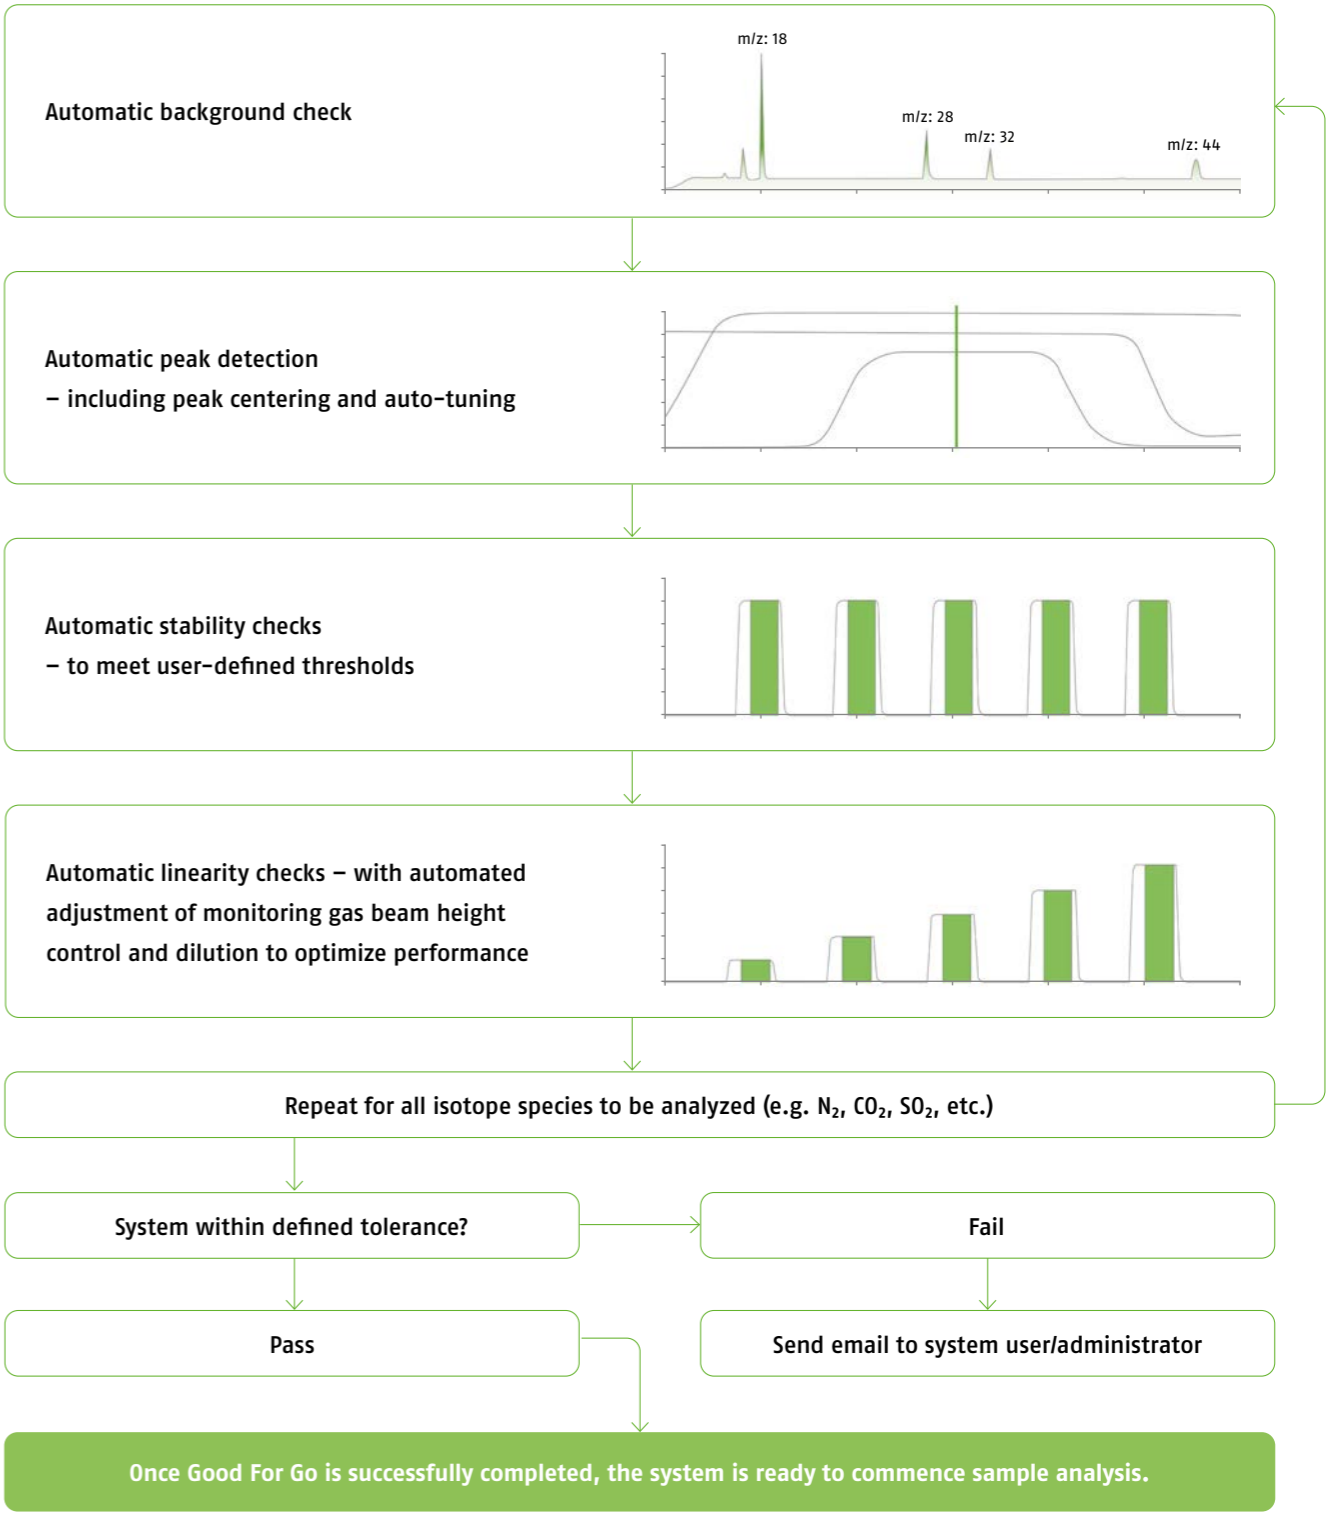 m/z: 18
Automatic background check
m/z: 28
m/z: 32
m/z: 44
Automatic peak detection
– including peak centering and auto-tuning
Automatic stability checks
– to meet user-defined thresholds
Automatic linearity checks – with automated
adjustment of monitoring gas beam height
control and dilution to optimize performance
Repeat for all isotope species to be analyzed (e.g. N₂, CO₂, SO₂, etc.)
System within defined tolerance?
Fail
Pass
Send email to system user/administrator
Once Good For Go is successfully completed, the system is ready to commence sample analysis.